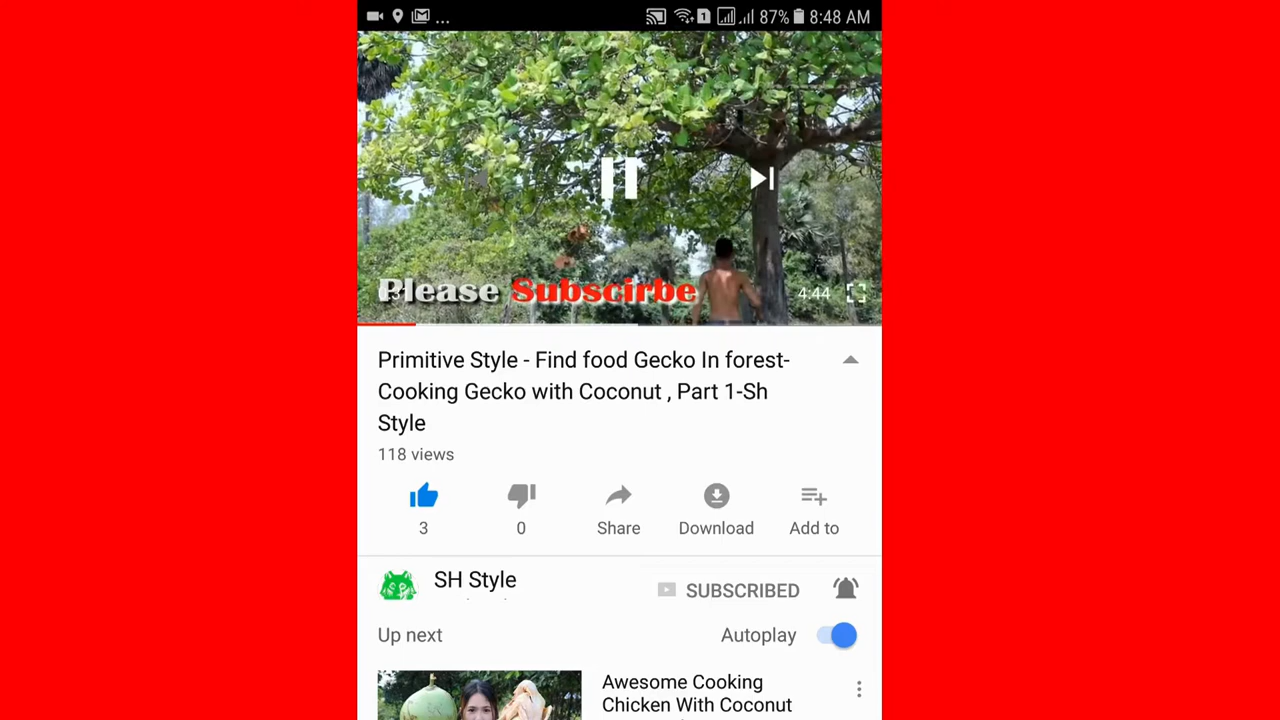 ... 1 87% 8:48 AM
Please Subscirbe
4:44
Primitive Style - Find food Gecko In forest-
Cooking Gecko with Coconut , Part 1-Sh
Style
118 views
3 0 Share Download Add to
SH Style
SUBSCRIBED
Up next Autoplay
Awesome Cooking
Chicken With Coconut